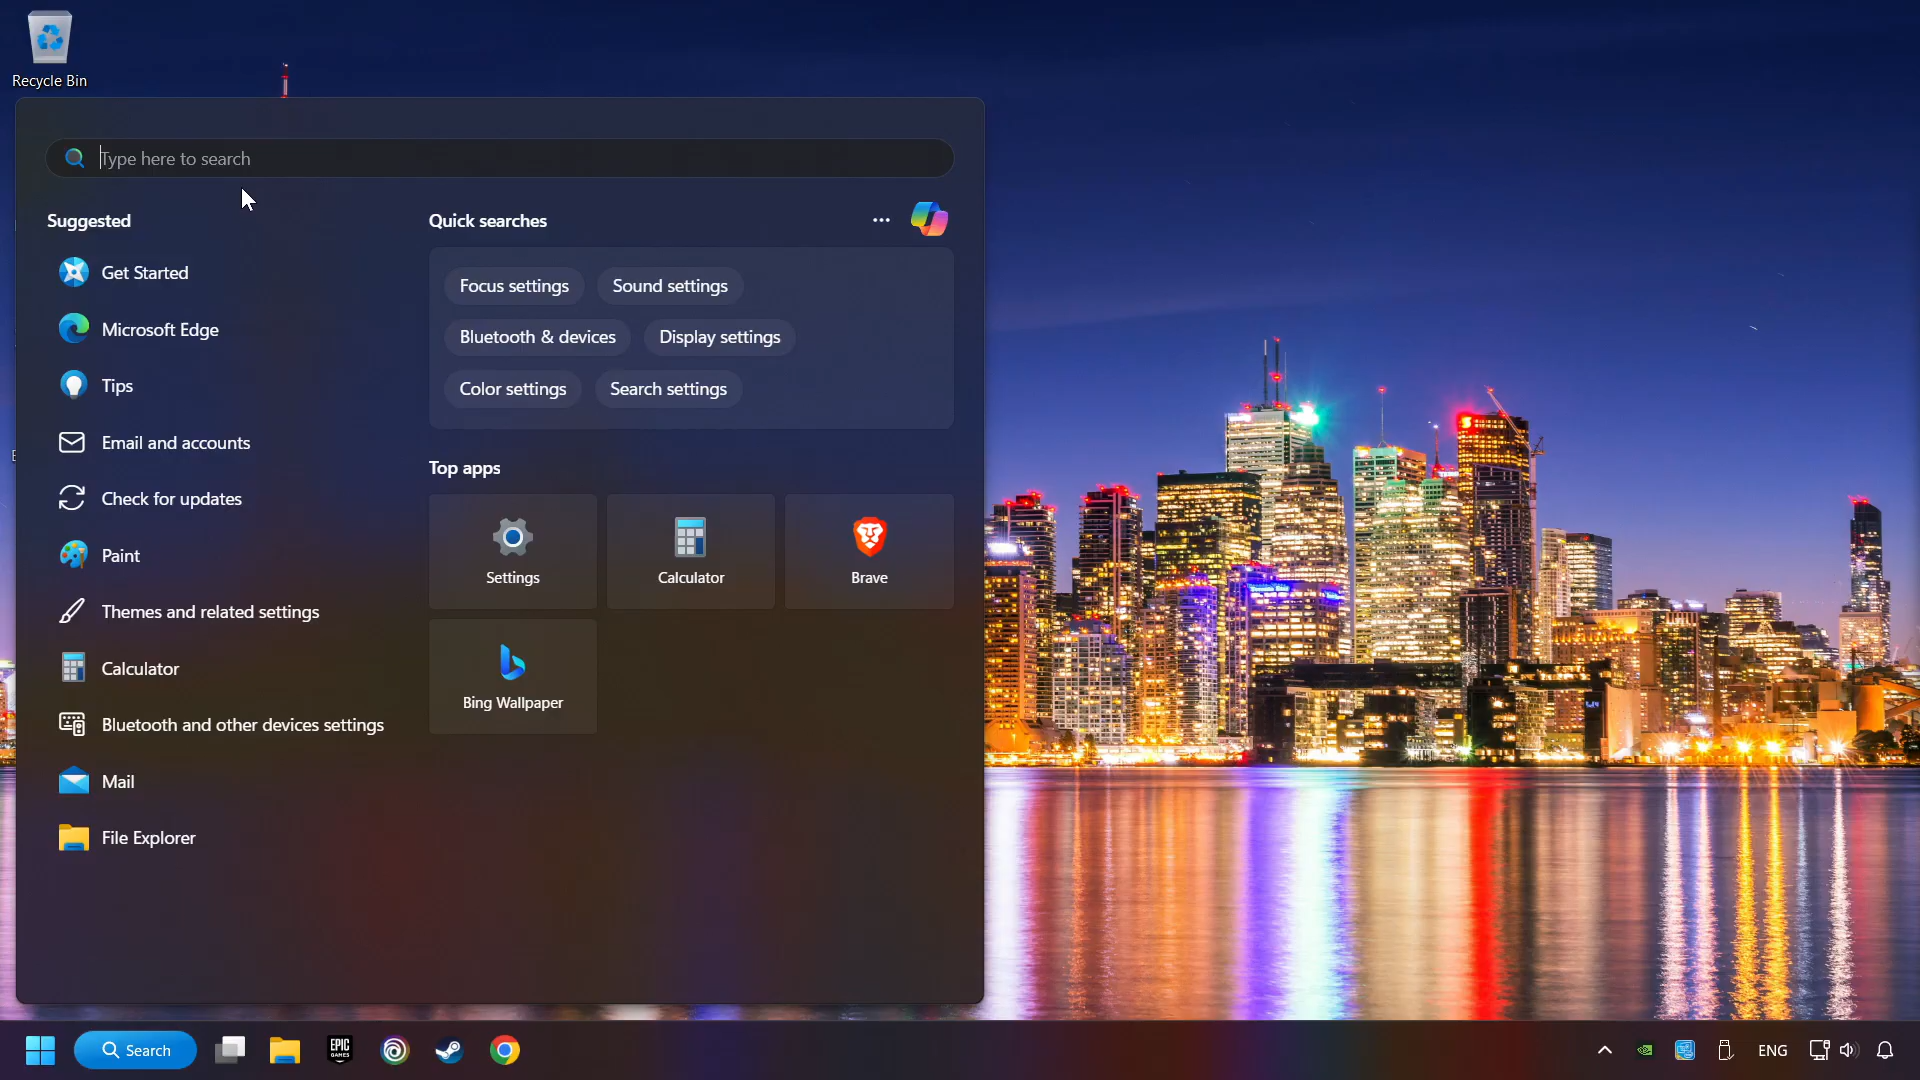 Recycle Bin
Type here to search
Suggested
Get Started
Microsoft Edge
Tips
Email and accounts
Check for updates
Paint
Themes and related settings
Calculator
Bluetooth and other devices settings
Mail
File Explorer
Quick searches
Focus settings
Sound settings
Bluetooth & devices
Display settings
Color settings
Search settings
Top apps
Settings
Calculator
Brave
Bing Wallpaper
Search
EPIC
GAMES
ENG